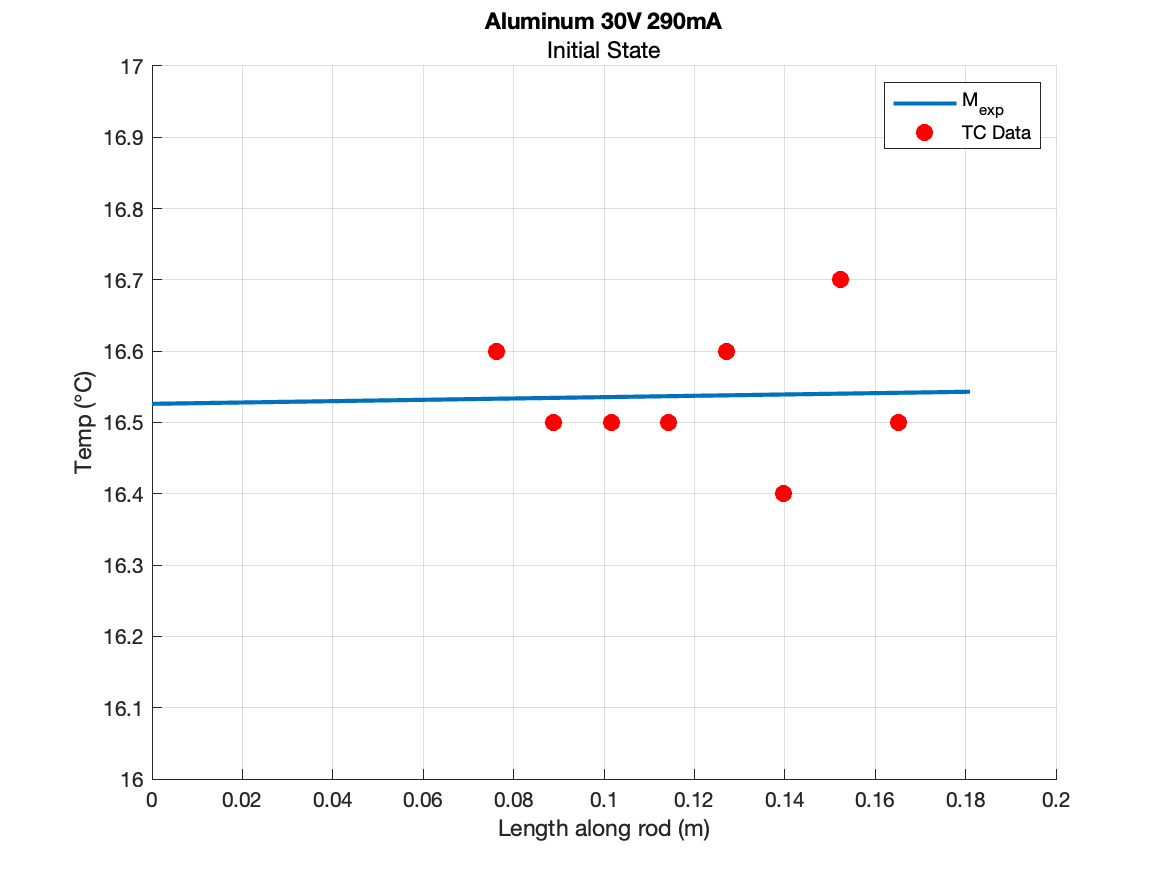 Aluminum 30V 290mA
Initial State
17
16.9
16.8
16.7
16.6
16.5
16.4
16.3
16.2
16.1
16
Temp (°C)
M_exp
TC Data
0 0.02 0.04 0.06 0.08 0.1 0.12 0.14 0.16 0.18 0.2
Length along rod (m)